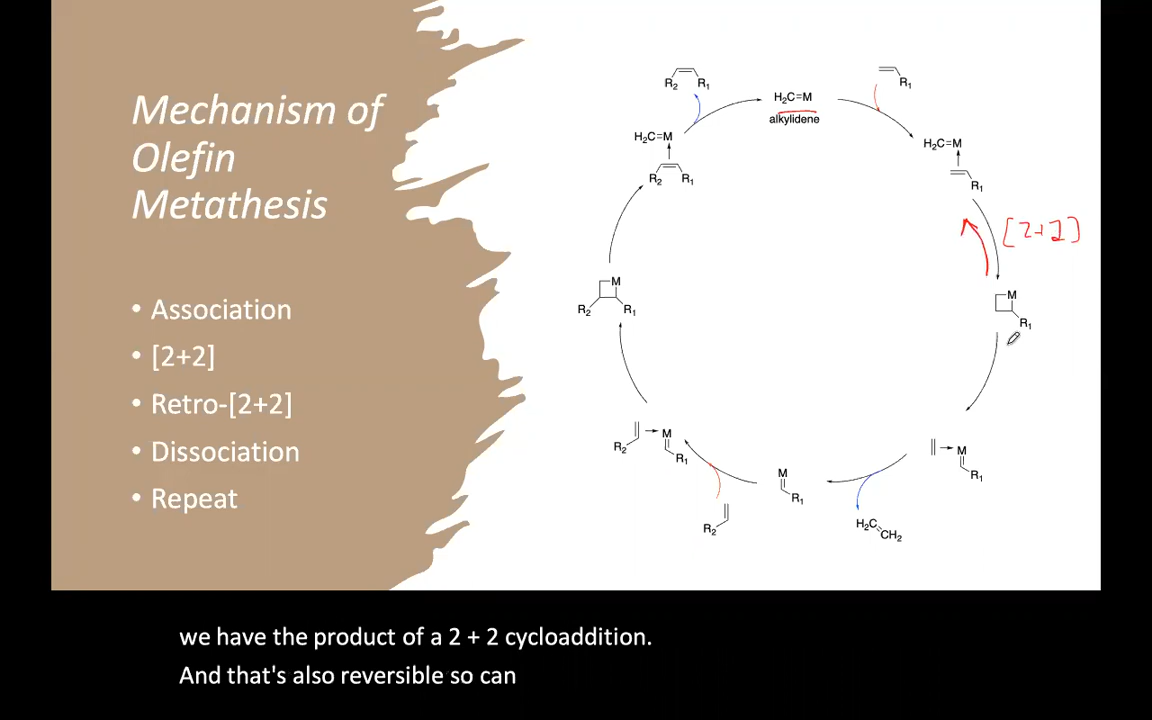 Mechanism of
Olefin
Metathesis
• Association
• [2+2]
• Retro-[2+2]
• Dissociation
• Repeat
R2 R1
H2C=M
alkylidene
R1
H2C=M
R1
[2+2]
M
R1
M
R1
H2C CH2
M
R1
R2
R2 M
R1
M
R2 R1
H2C=M
R2 R1
we have the product of a 2 + 2 cycloaddition.
And that's also reversible so can